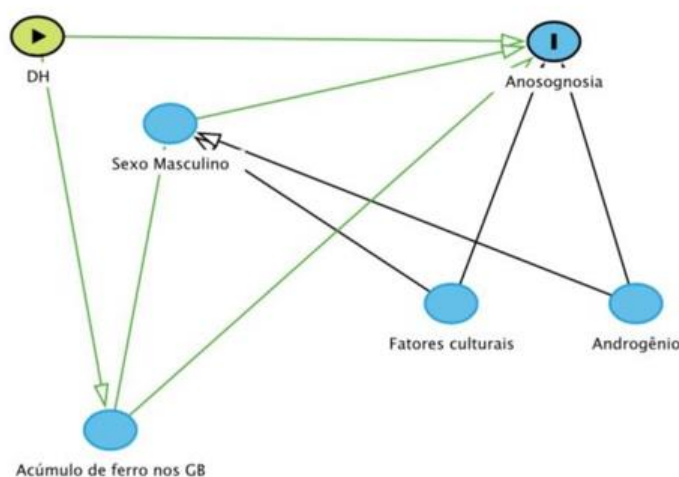 DH
Anosognosia
Sexo Masculino
Fatores culturais
Androgênio
Acúmulo de ferro nos GB